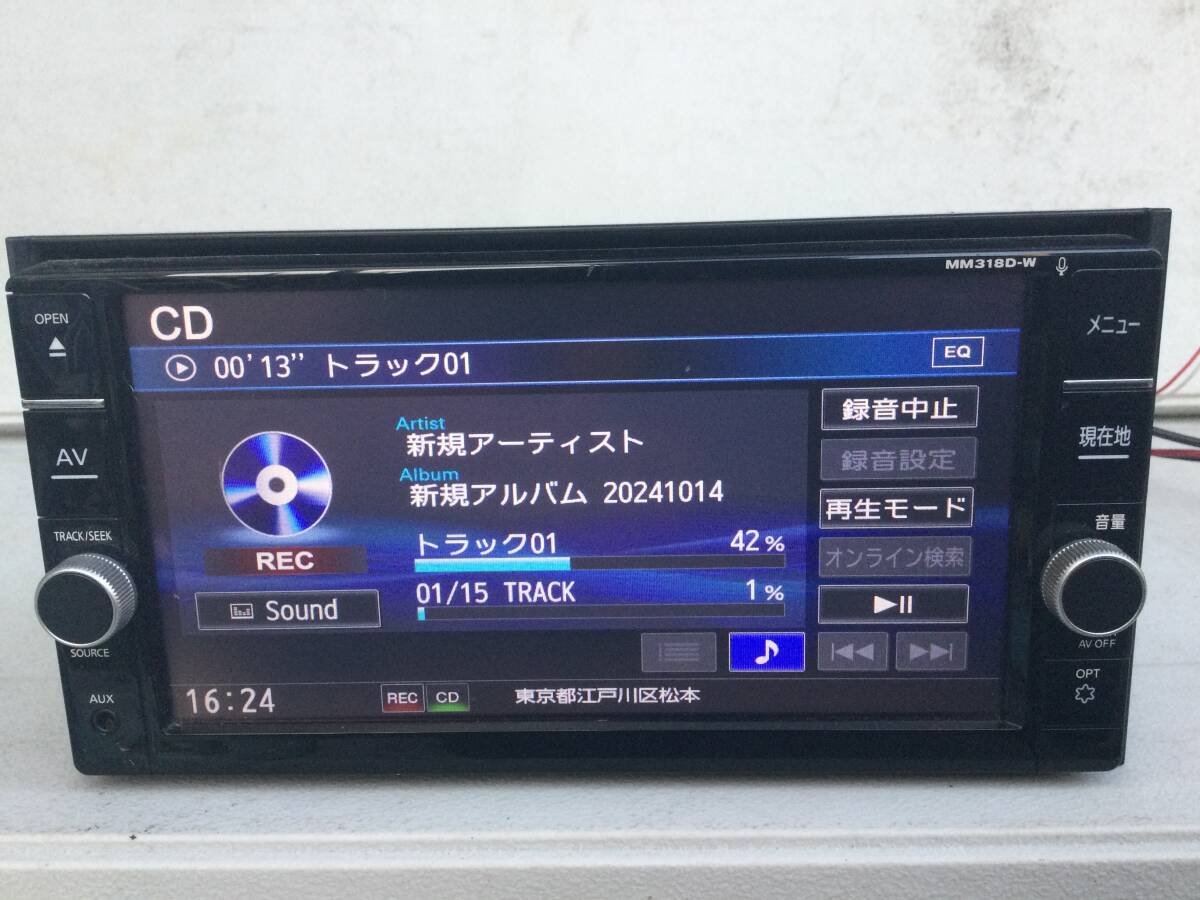 MM318D-W
OPEN
AV
TRACK/SEEK
SOURCE
AUX
CD
00'13'' トラック01
EQ
Artist
新規アーティスト
Album
新規アルバム 20241014
REC
トラック01 42%
01/15 TRACK 1%
Sound
録音中止
録音設定
再生モード
オンライン検索
16:24
REC CD
東京都江戸川区松本
メニュー
現在地
音量
AV OFF
OPT